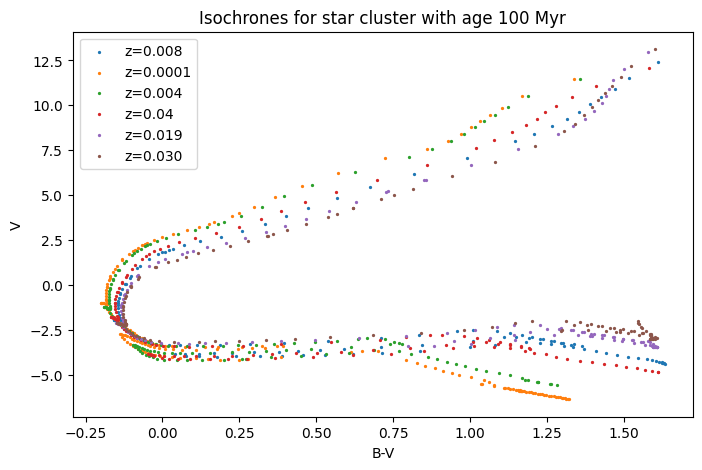 Isochrones for star cluster with age 100 Myr
z=0.008
z=0.0001
z=0.004
z=0.04
z=0.019
z=0.030
12.5
10.0
7.5
5.0
2.5
0.0
−2.5
−5.0
V
−0.25
0.00
0.25
0.50
0.75
1.00
1.25
1.50
B-V